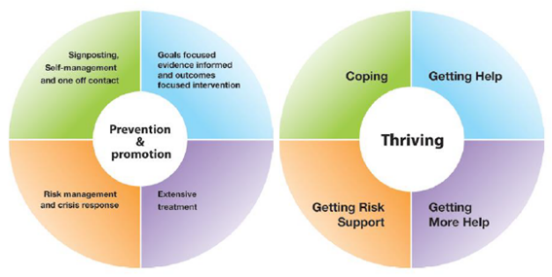 Signposting,
Self-management
and one off contact
Goals focused
evidence informed
and outcomes
focused intervention
Prevention
&
promotion
Risk management
and crisis response
Extensive
treatment
Coping
Getting Help
Thriving
Getting Risk
Support
Getting
More Help